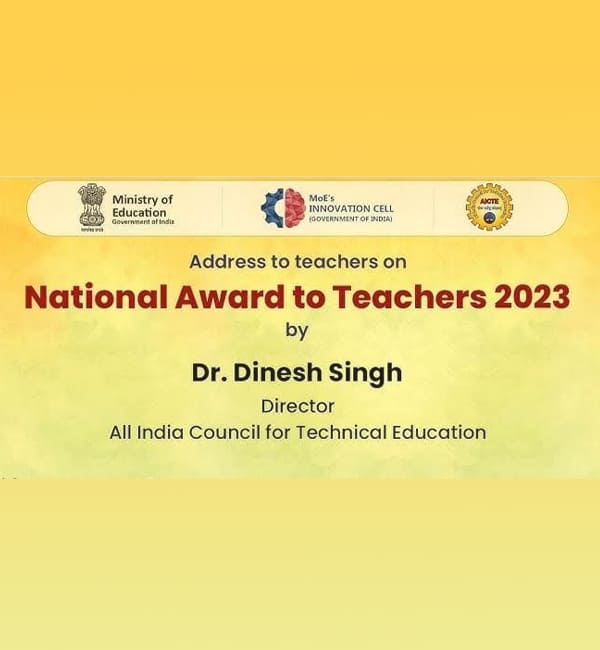 Ministry of
Education
Government of India
MoE's
INNOVATION CELL
(GOVERNMENT OF INDIA)
AICTE
Address to teachers on
National Award to Teachers 2023
by
Dr. Dinesh Singh
Director
All India Council for Technical Education